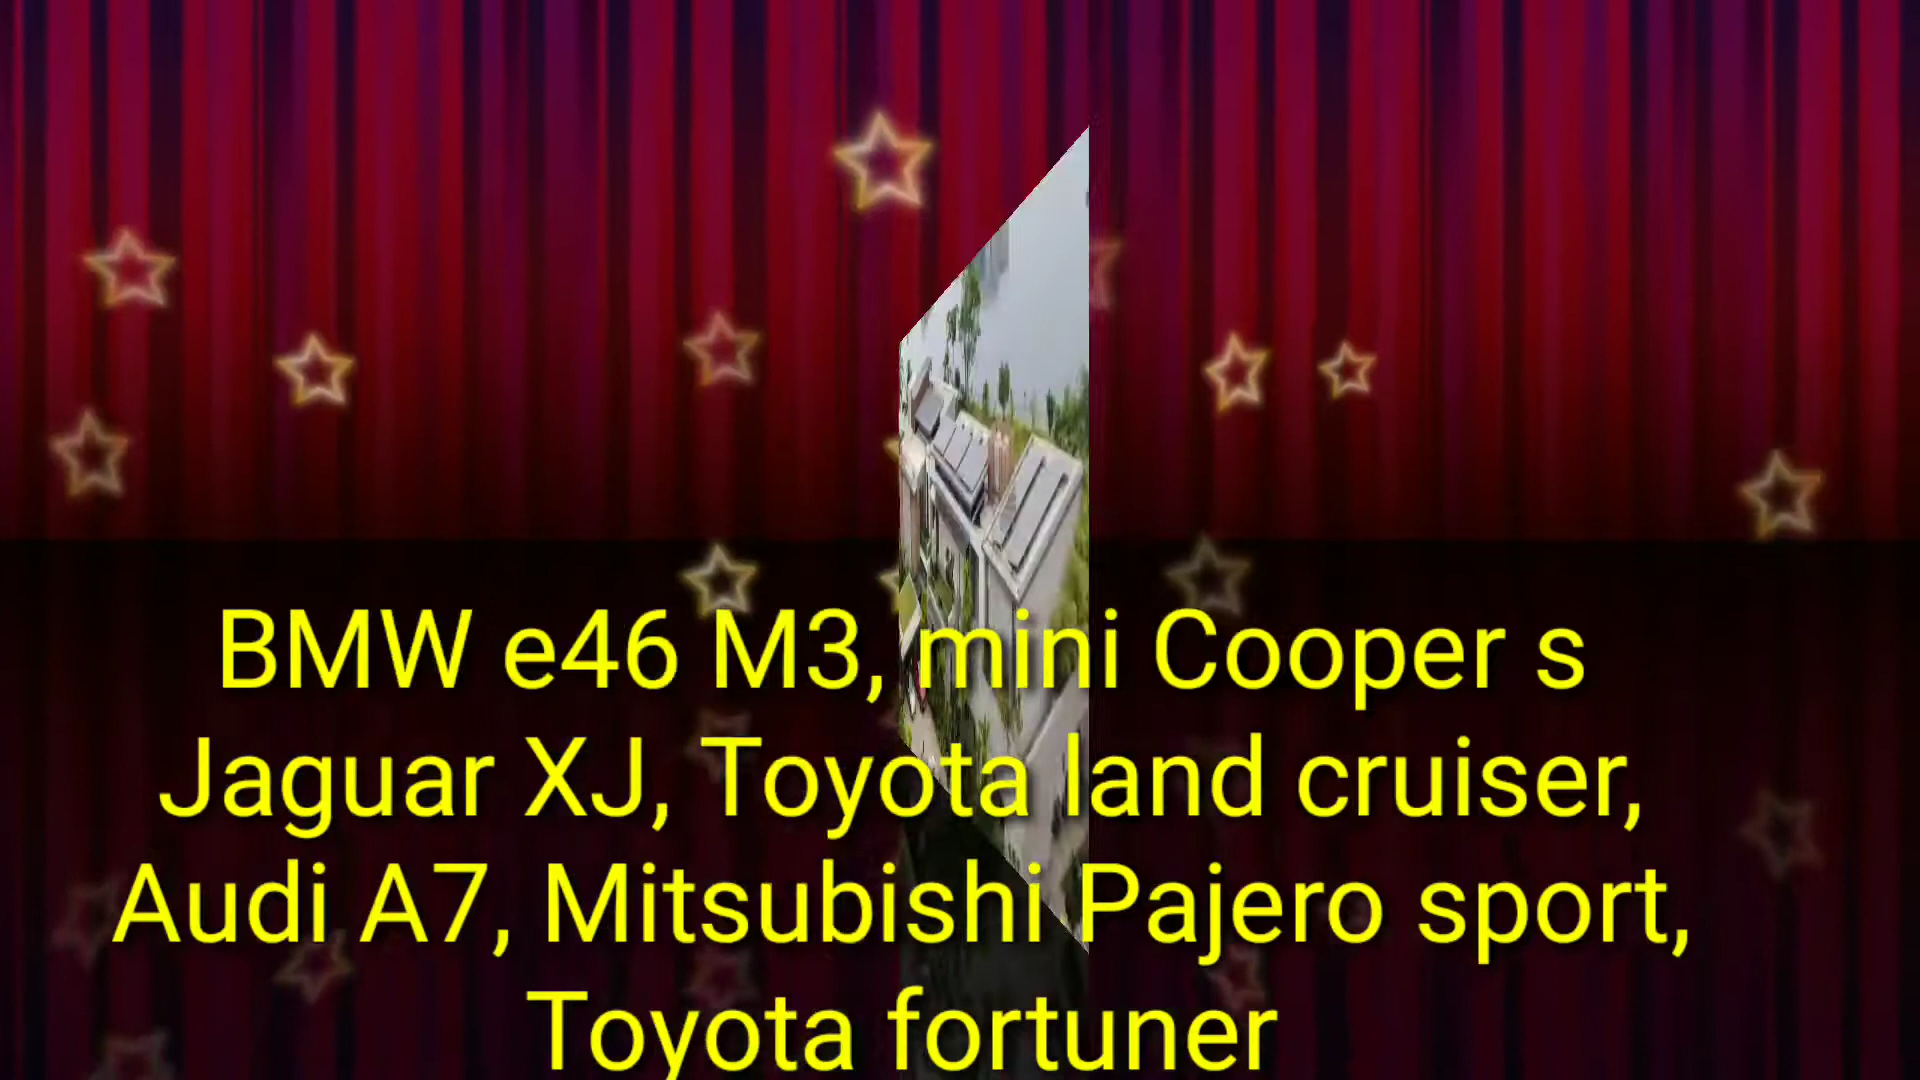 BMW e46 M3, mini Cooper s
Jaguar XJ, Toyota land cruiser,
Audi A7, Mitsubishi Pajero sport,
Toyota fortuner